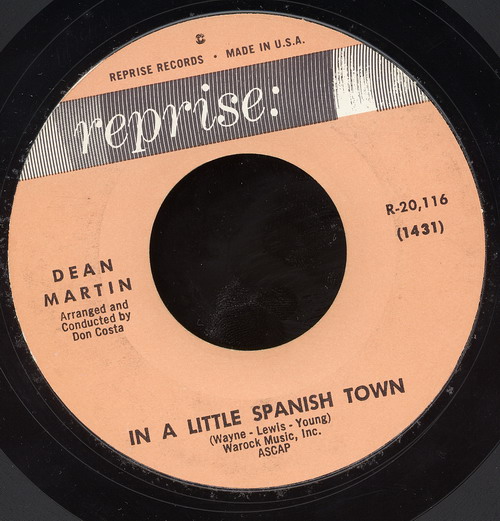 REPRISE RECORDS • MADE IN U.S.A.
reprise:
R-20,116
(1431)
DEAN
MARTIN
Arranged and
Conducted by
Don Costa
IN A LITTLE SPANISH TOWN
(Wayne - Lewis - Young)
Warock Music, Inc.
ASCAP